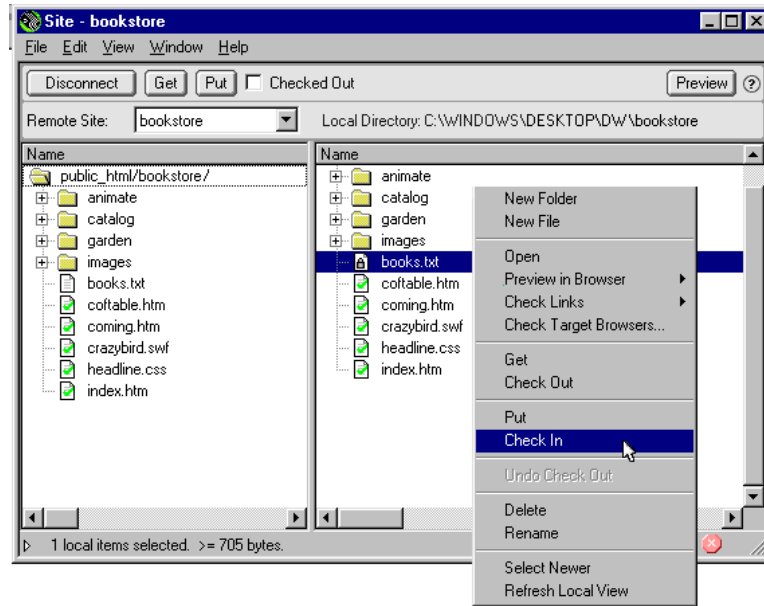 Site - bookstore
File Edit View Window Help
Disconnect Get Put Checked Out Preview ?
Remote Site: bookstore Local Directory: C:\WINDOWS\DESKTOP\DW\bookstore
Name
public_html/bookstore/
animate
catalog
garden
images
books.txt
coftable.htm
coming.htm
crazybird.swf
headline.css
index.htm
Name
animate
catalog
garden
images
books.txt
coftable.htm
coming.htm
crazybird.swf
headline.css
index.htm
New Folder
New File
Open
Preview in Browser
Check Links
Check Target Browsers...
Get
Check Out
Put
Check In
Undo Check Out
Delete
Rename
Select Newer
Refresh Local View
1 local items selected. >= 705 bytes.